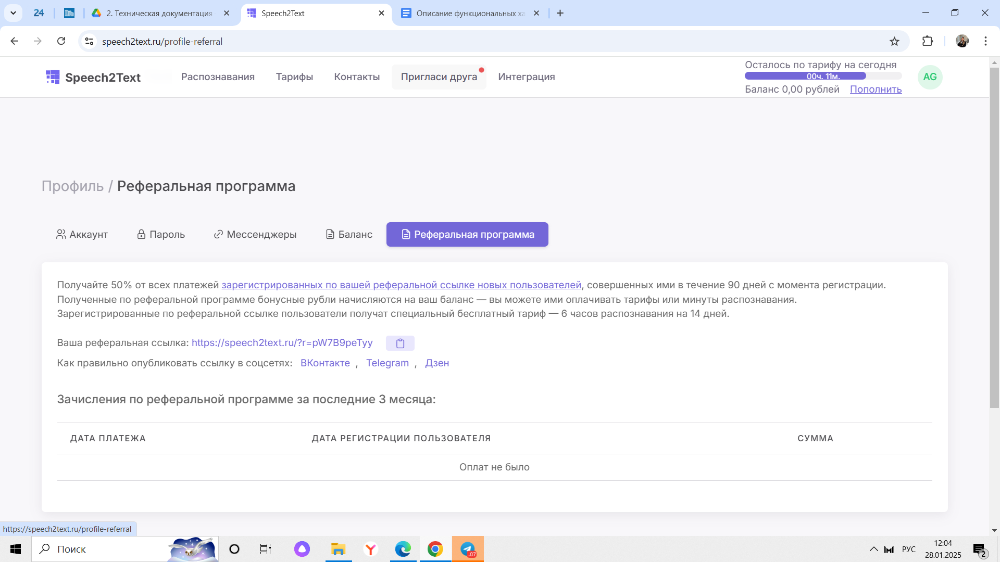 24
2. Техническая документация
Speech2Text
Описание функциональных ха
speech2text.ru/profile-referral
Speech2Text
Распознавания
Тарифы
Контакты
Пригласи друга
Интеграция
Осталось по тарифу на сегодня
00ч. 11м.
Баланс 0,00 рублей Пополнить
AG
Профиль / Реферальная программа
Аккаунт
Пароль
Мессенджеры
Баланс
Реферальная программа
Получайте 50% от всех платежей зарегистрированных по вашей реферальной ссылке новых пользователей, совершенных ими в течение 90 дней с момента регистрации.
Полученные по реферальной программе бонусные рубли начисляются на ваш баланс — вы можете ими оплачивать тарифы или минуты распознавания.
Зарегистрированные по реферальной ссылке пользователи получат специальный бесплатный тариф — 6 часов распознавания на 14 дней.
Ваша реферальная ссылка: https://speech2text.ru/?r=pW7B9peTyy
Как правильно опубликовать ссылку в соцсетях: ВКонтакте , Telegram , Дзен
Зачисления по реферальной программе за последние 3 месяца:
ДАТА ПЛАТЕЖА ДАТА РЕГИСТРАЦИИ ПОЛЬЗОВАТЕЛЯ СУММА
Оплат не было
https://speech2text.ru/profile-referral
Поиск
..07
РУС
12:04
28.01.2025
2